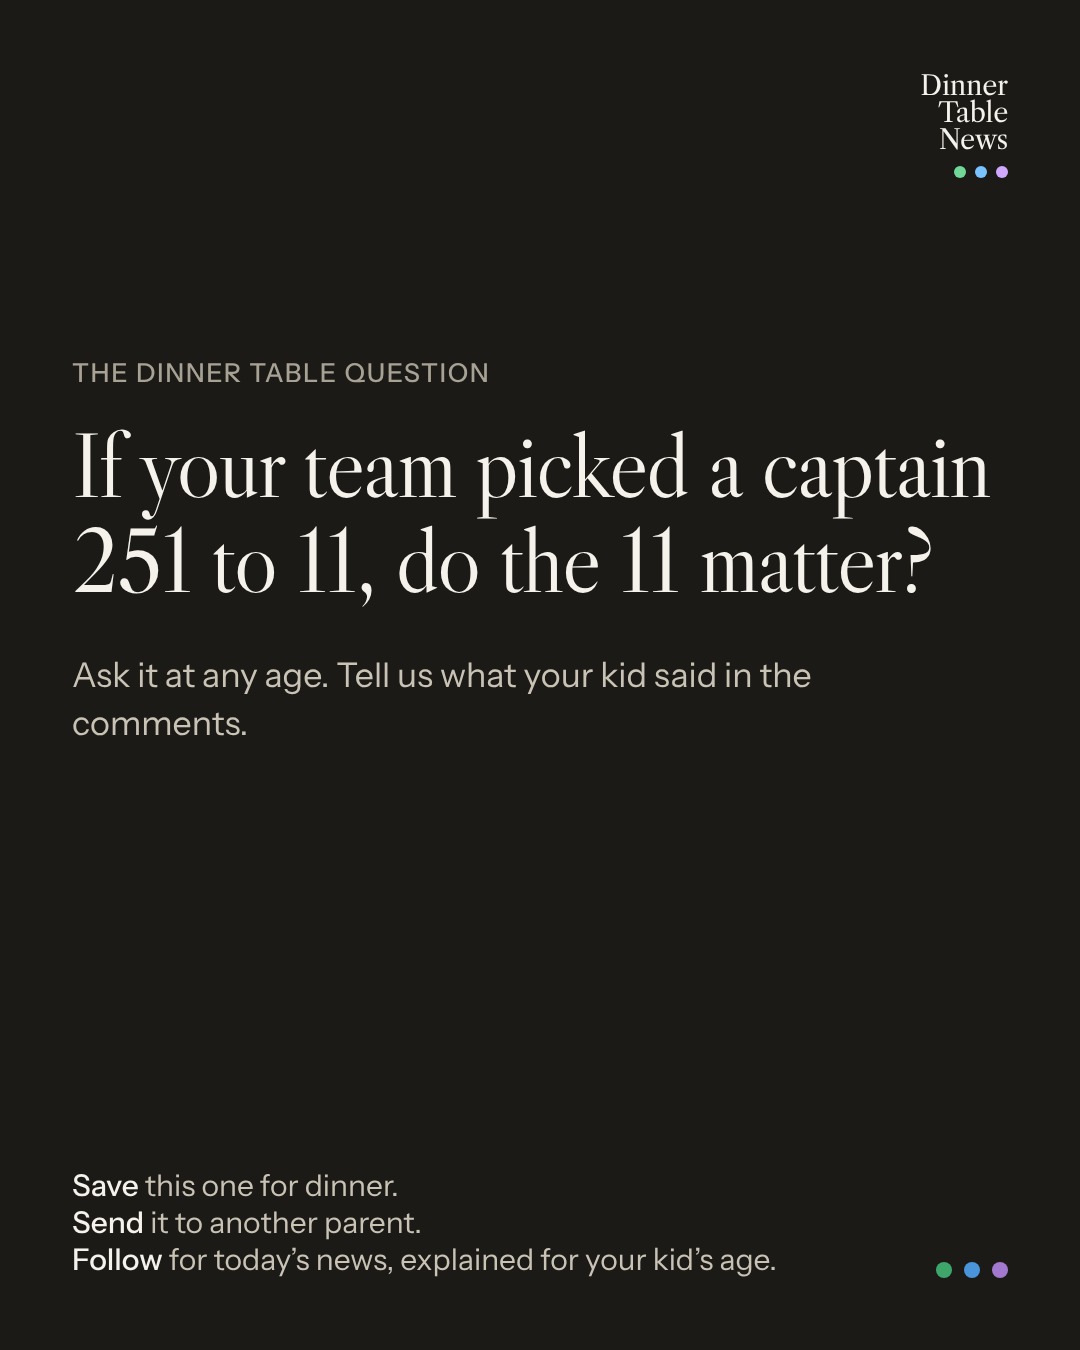 Dinner
Table
News
THE DINNER TABLE QUESTION
If your team picked a captain
251 to 11, do the 11 matter?
Ask it at any age. Tell us what your kid said in the
comments.
Save this one for dinner.
Send it to another parent.
Follow for today’s news, explained for your kid’s age.